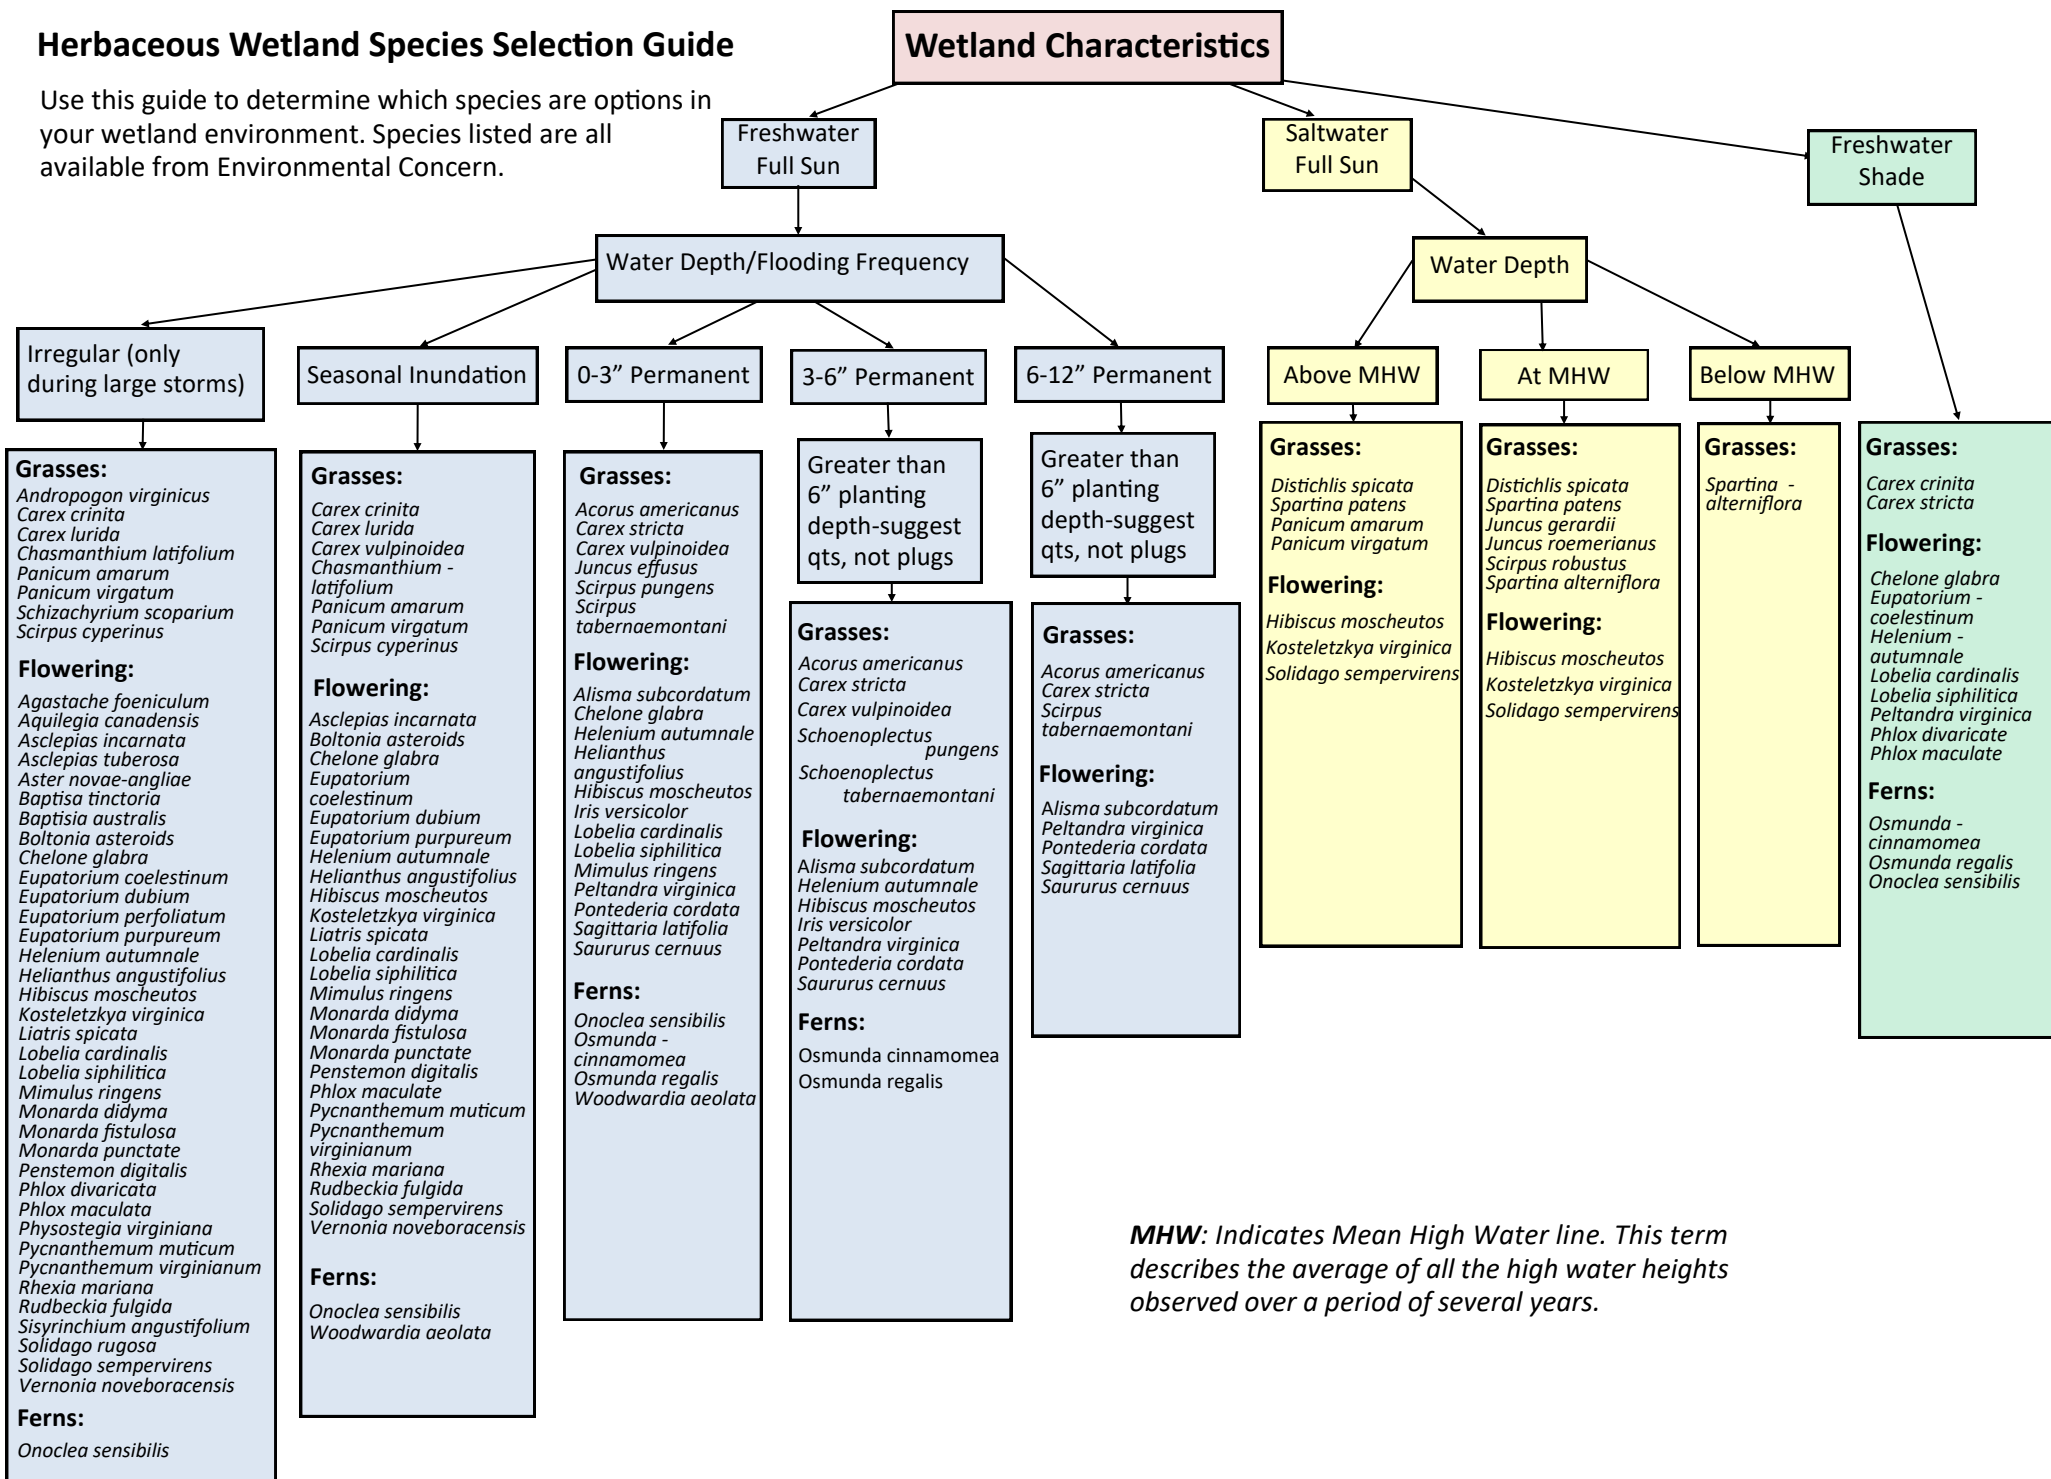 Herbaceous Wetland Species Selection Guide
Use this guide to determine which species are options in
your wetland environment. Species listed are all
available from Environmental Concern.
Wetland Characteristics
Freshwater
Full Sun
Saltwater
Full Sun
Freshwater
Shade
Water Depth/Flooding Frequency
Water Depth
Irregular (only
during large storms)
Seasonal Inundation
0-3” Permanent
3-6” Permanent
6-12” Permanent
Above MHW
At MHW
Below MHW
Grasses:
Andropogon virginicus
Carex crinita
Carex lurida
Chasmanthium latifolium
Panicum amarum
Panicum virgatum
Schizachyrium scoparium
Scirpus cyperinus
Flowering:
Agastache foeniculum
Aquilegia canadensis
Asclepias incarnata
Asclepias tuberosa
Aster novae-angliae
Baptisa tinctoria
Baptisia australis
Boltonia asteroids
Chelone glabra
Eupatorium coelestinum
Eupatorium dubium
Eupatorium perfoliatum
Eupatorium purpureum
Helenium autumnale
Helianthus angustifolius
Hibiscus moscheutos
Kosteletzkya virginica
Liatris spicata
Lobelia cardinalis
Lobelia siphilitica
Mimulus ringens
Monarda didyma
Monarda fistulosa
Monarda punctate
Penstemon digitalis
Phlox divaricata
Phlox maculata
Physostegia virginiana
Pycnanthemum muticum
Pycnanthemum virginianum
Rhexia mariana
Rudbeckia fulgida
Sisyrinchium angustifolium
Solidago rugosa
Solidago sempervirens
Vernonia noveboracensis
Ferns:
Onoclea sensibilis
Grasses:
Carex crinita
Carex lurida
Carex vulpinoidea
Chasmanthium -
latifolium
Panicum amarum
Panicum virgatum
Scirpus cyperinus
Flowering:
Asclepias incarnata
Boltonia asteroids
Chelone glabra
Eupatorium
coelestinum
Eupatorium dubium
Eupatorium purpureum
Helenium autumnale
Helianthus angustifolius
Hibiscus moscheutos
Kosteletzkya virginica
Liatris spicata
Lobelia cardinalis
Lobelia siphilitica
Mimulus ringens
Monarda didyma
Monarda fistulosa
Monarda punctate
Penstemon digitalis
Phlox maculate
Pycnanthemum muticum
Pycnanthemum
virginianum
Rhexia mariana
Rudbeckia fulgida
Solidago sempervirens
Vernonia noveboracensis
Ferns:
Onoclea sensibilis
Woodwardia aeolata
Grasses:
Acorus americanus
Carex stricta
Carex vulpinoidea
Juncus effusus
Scirpus pungens
Scirpus
tabernaemontani
Flowering:
Alisma subcordatum
Chelone glabra
Helenium autumnale
Helianthus
angustifolius
Hibiscus moscheutos
Iris versicolor
Lobelia cardinalis
Lobelia siphilitica
Mimulus ringens
Peltandra virginica
Pontederia cordata
Sagittaria latifolia
Saururus cernuus
Ferns:
Onoclea sensibilis
Osmunda -
cinnamomea
Osmunda regalis
Woodwardia aeolata
Greater than
6” planting
depth-suggest
qts, not plugs
Grasses:
Acorus americanus
Carex stricta
Carex vulpinoidea
Schoenoplectus
pungens
Schoenoplectus
tabernaemontani
Flowering:
Alisma subcordatum
Helenium autumnale
Hibiscus moscheutos
Iris versicolor
Peltandra virginica
Pontederia cordata
Saururus cernuus
Ferns:
Osmunda cinnamomea
Osmunda regalis
Greater than
6” planting
depth-suggest
qts, not plugs
Grasses:
Acorus americanus
Carex stricta
Scirpus
tabernaemontani
Flowering:
Alisma subcordatum
Peltandra virginica
Pontederia cordata
Sagittaria latifolia
Saururus cernuus
Grasses:
Distichlis spicata
Spartina patens
Panicum amarum
Panicum virgatum
Flowering:
Hibiscus moscheutos
Kosteletzkya virginica
Solidago sempervirens
Grasses:
Distichlis spicata
Spartina patens
Juncus gerardii
Juncus roemerianus
Scirpus robustus
Spartina alterniflora
Flowering:
Hibiscus moscheutos
Kosteletzkya virginica
Solidago sempervirens
Grasses:
Spartina -
alterniflora
Grasses:
Carex crinita
Carex stricta
Flowering:
Chelone glabra
Eupatorium -
coelestinum
Helenium -
autumnale
Lobelia cardinalis
Lobelia siphilitica
Peltandra virginica
Phlox divaricate
Phlox maculate
Ferns:
Osmunda -
cinnamomea
Osmunda regalis
Onoclea sensibilis
MHW: Indicates Mean High Water line. This term
describes the average of all the high water heights
observed over a period of several years.